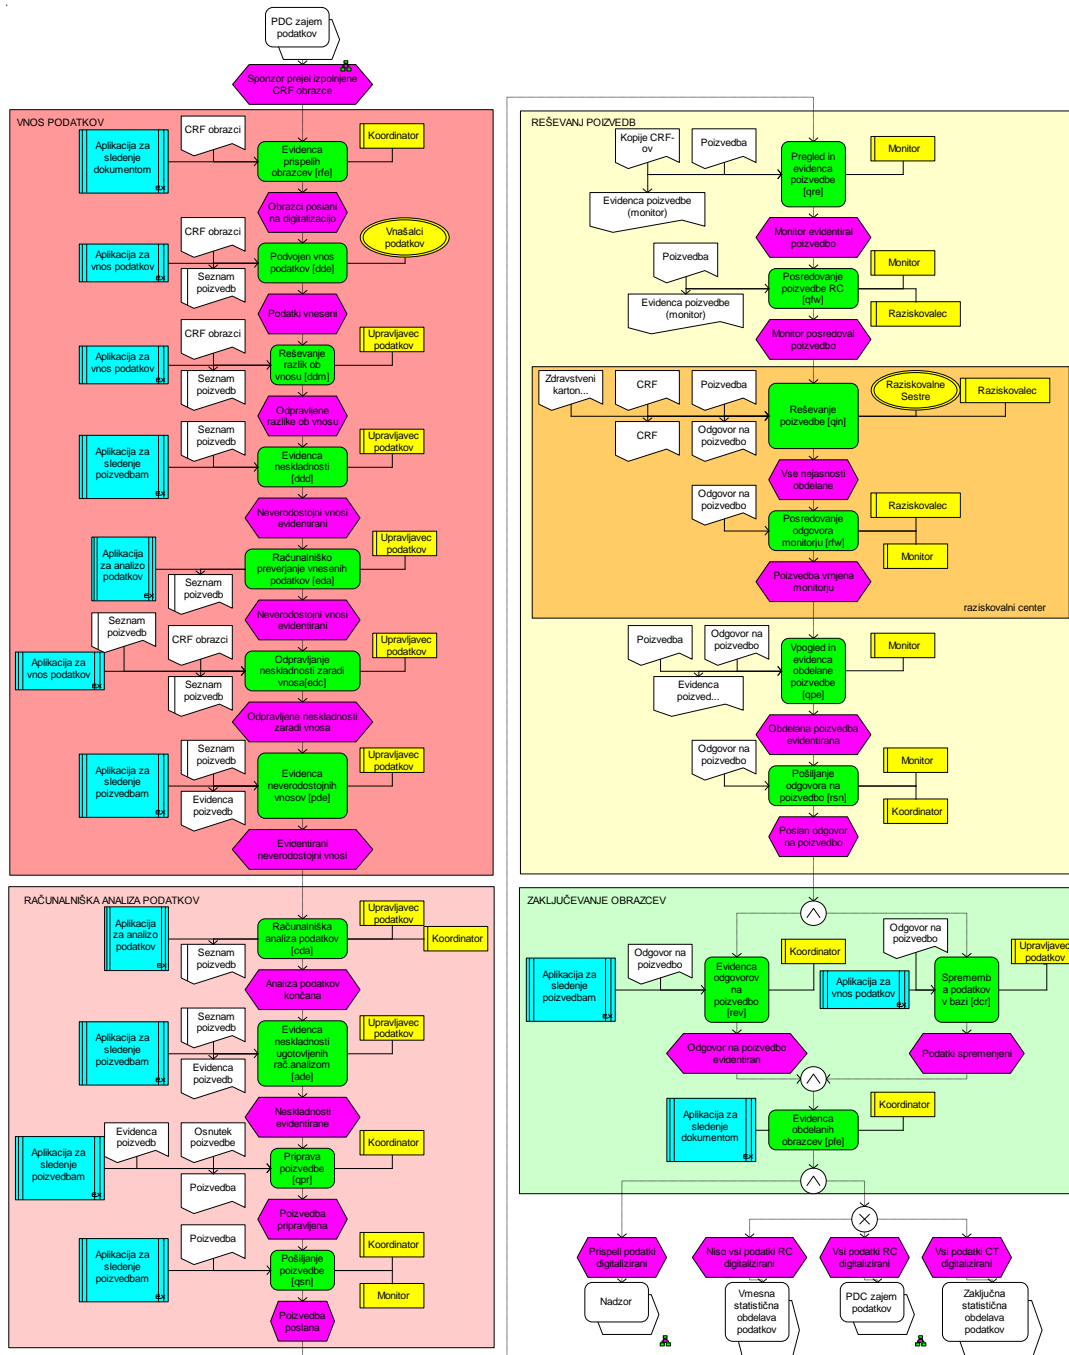 PDC zajem
podatkov
Sponzor prejel izpolnjene
CRF obrazce
VNOS PODATKOV
Aplikacija za
sledenje
dokumentom
CRF obrazci
Evidenca
prispelih
obrazcev [rfe]
Koordinator
Obrazci poslani
na digitalizacijo
Aplikacija za
vnos podatkov
CRF obrazci
Seznam
poizvedb
Podvojen vnos
podatkov [dde]
Vnašalci
podatkov
Podatki vneseni
Aplikacija za
vnos podatkov
CRF obrazci
Seznam
poizvedb
Reševanje
razlik ob
vnosu [ddm]
Upravljavec
podatkov
Odpravljene
razlike ob vnosu
Aplikacija za
sledenje
poizvedbam
Seznam
poizvedb
Evidenca
neskladnosti
[ddd]
Upravljavec
podatkov
Neverodostojni vnosi
evidentirani
Aplikacija
za analizo
podatkov
Seznam
poizvedb
Računalniško
preverjanje vnesenih
podatkov [eda]
Upravljavec
podatkov
Neverodostojni vnosi
evidentirani
Seznam
poizvedb
Aplikacija za
vnos podatkov
CRF obrazci
Seznam
poizvedb
Odpravljanje
neskladnosti zaradi
vnosa[edc]
Upravljavec
podatkov
Odpravljene neskladnosti
zaradi vnosa
Aplikacija za
sledenje
poizvedbam
Seznam
poizvedb
Evidenca
poizvedb
Evidenca
neverodostojnih
vnosov [pde]
Upravljavec
podatkov
Evidentirani
neverodostojni vnosi
RAČUNALNIŠKA ANALIZA PODATKOV
Aplikacija
za analizo
podatkov
Seznam
poizvedb
Računalniška
analiza podatkov
[cda]
Upravljavec
podatkov
Koordinator
Analiza podatkov
končana
Aplikacija za
sledenje
poizvedbam
Seznam
poizvedb
Evidenca
poizvedb
Evidenca
neskladnosti
ugotovljenih
rač.analizom
[ade]
Upravljavec
podatkov
Neskladnosti
evidentirane
Aplikacija za
sledenje
poizvedbam
Evidenca
poizvedb
Osnutek
poizvedbe
Poizvedba
Priprava
poizvedbe
[qpr]
Koordinator
Poizvedba
pripravljena
Aplikacija za
sledenje
poizvedbam
Poizvedba
Pošiljanje
poizvedbe
[qsn]
Koordinator
Monitor
Poizvedba
poslana
REŠEVANJ POIZVEDB
Kopije CRF-
ov
Poizvedba
Evidenca poizvedbe
(monitor)
Pregled in
evidenca
poizvedbe
[qre]
Monitor
Monitor evidentiral
poizvedbo
Poizvedba
Evidenca poizvedbe
(monitor)
Posredovanje
poizvedbe RC
[qfw]
Monitor
Raziskovalec
Monitor posredoval
poizvedbo
Zdravstveni
karton...
CRF
CRF
Poizvedba
Odgovor na
poizvedbo
Reševanje
poizvedbe [qin]
Raziskovalne
Sestre
Raziskovalec
Vse nejasnosti
obdelane
Odgovor na
poizvedbo
Posredovanje
odgovora
monitorju [rfw]
Raziskovalec
Monitor
Poizvedba vrnjena
monitorju
raziskovalni center
Poizvedba
Odgovor na
poizvedbo
Evidenca
poizved...
Vpogled in
evidenca
obdelane
poizvedbe
[qpe]
Monitor
Obdelana poizvedba
evidentirana
Odgovor na
poizvedbo
Pošiljanje
odgovora na
poizvedbo [rsn]
Monitor
Koordinator
Poslan odgovor
na poizvedbo
ZAKLJUČEVANJE OBRAZCEV
Aplikacija za
sledenje
poizvedbam
Odgovor na
poizvedbo
Evidenca
odgovorov
na
poizvedbo
[rev]
Koordinator
Aplikacija za
vnos podatkov
Odgovor na
poizvedbo
Sprememb
a podatkov
v bazi [dcr]
Upravljavec
podatkov
Odgovor na poizvedbo
evidentiran
Podatki spremenjeni
Aplikacija za
sledenje
dokumentom
Evidenca
obdelanih
obrazcev [pfe]
Koordinator
Prispeli podatki
digitalizirani
Niso vsi podatki RC
digitalizirani
Vsi podatki RC
digitalizirani
Vsi podatki CT
digitalizirani
Nadzor
Vmesna
statistična
obdelava
podatkov
PDC zajem
podatkov
Zaključna
statistična
obdelava
podatkov